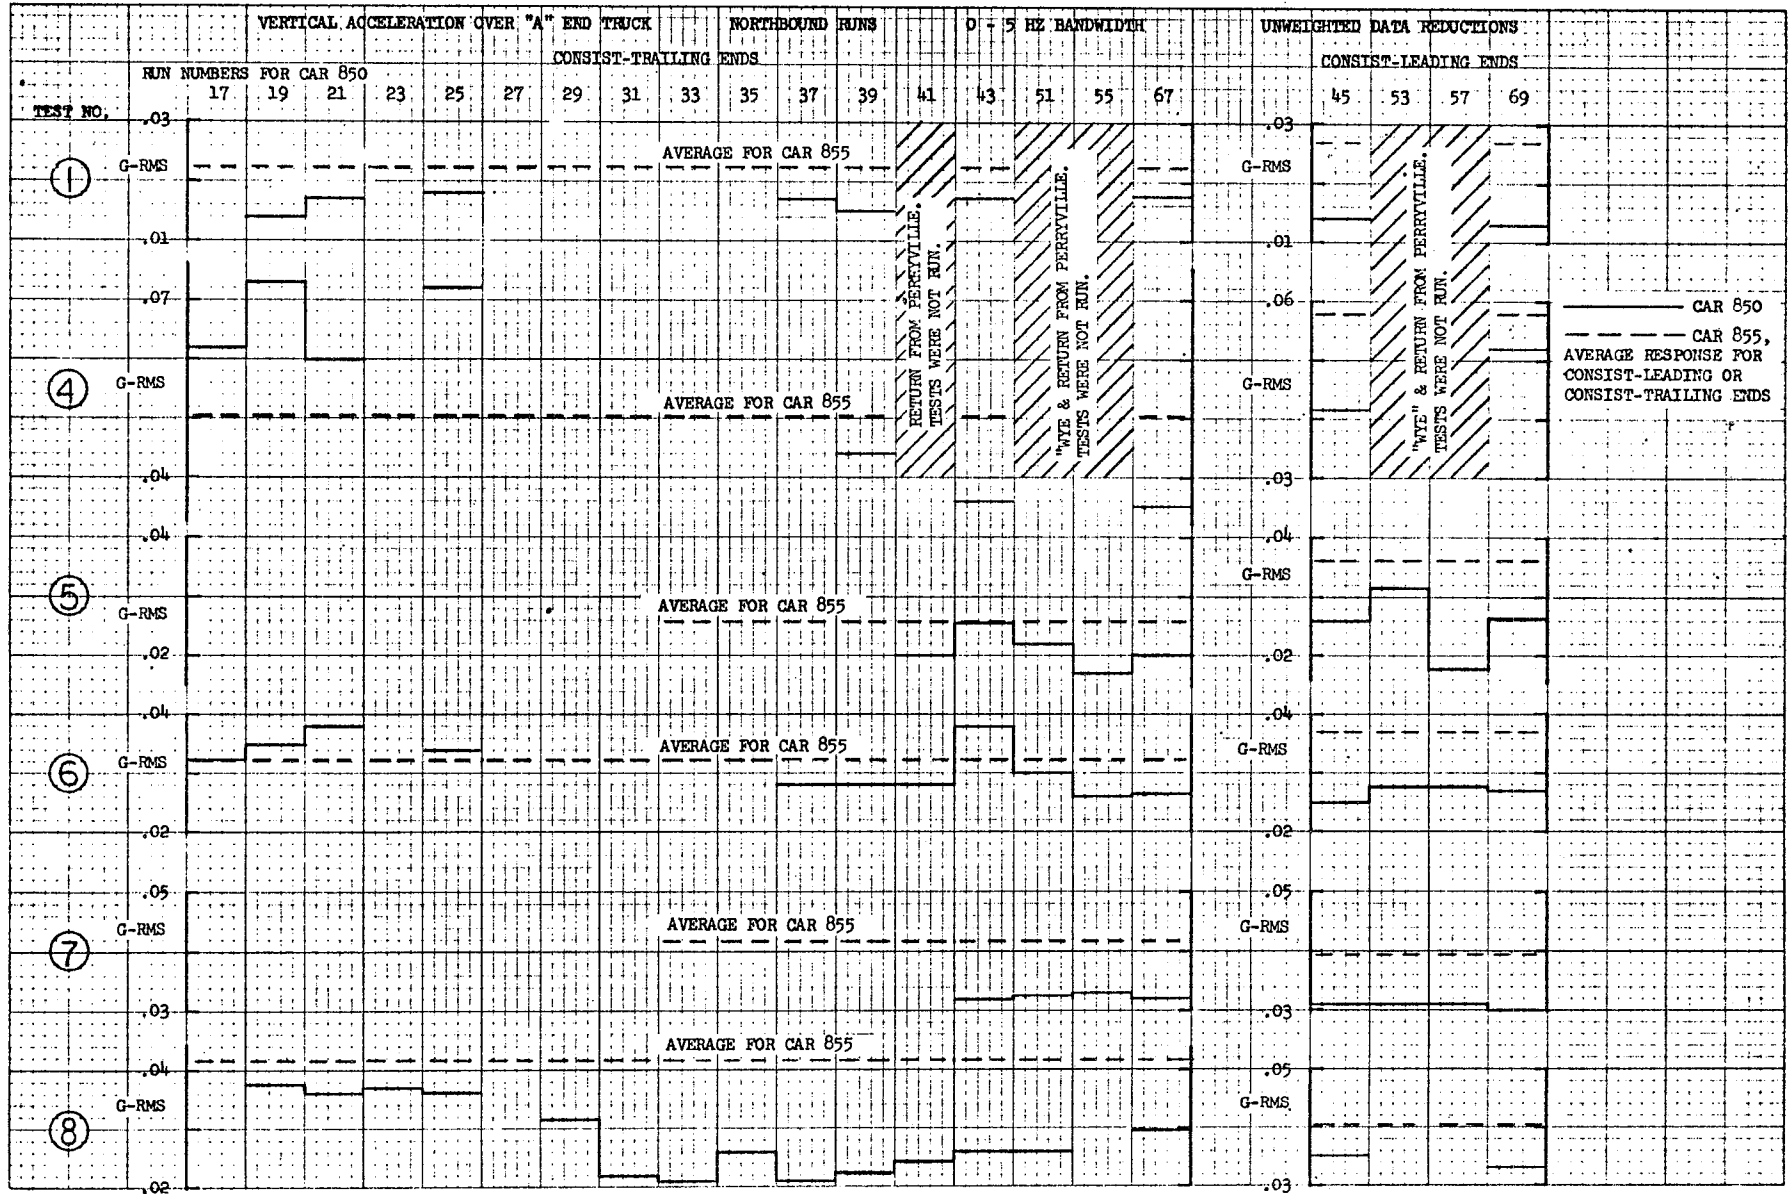 VERTICAL ACCELERATION OVER "A" END TRUCK NORTHBOUND RUNS 0 - 5 HZ BANDWIDTH UNWEIGHTED DATA REDUCTIONS
CONSIST-TRAILING ENDS CONSIST-LEADING ENDS
RUN NUMBERS FOR CAR 850
17 19 21 23 25 27 29 31 33 35 37 39 41 43 51 55 67 45 53 57 69
TEST NO.
.03 .03
AVERAGE FOR CAR 855
1 G-RMS G-RMS
.01 .01
RETURN FROM PERRYVILLE.
TESTS WERE NOT RUN.
"WYE & RETURN FROM PERRYVILLE.
TESTS WERE NOT RUN.
"WYE" & RETURN FROM PERRYVILLE.
TESTS WERE NOT RUN.
.07 .06
CAR 850
CAR 855,
AVERAGE RESPONSE FOR
CONSIST-LEADING OR
CONSIST-TRAILING ENDS
4 G-RMS G-RMS
AVERAGE FOR CAR 855
.04 .03
.04 .04
5 G-RMS G-RMS
AVERAGE FOR CAR 855
.02 .02
.04 .04
AVERAGE FOR CAR 855
6 G-RMS G-RMS
.02 .02
.05 .05
AVERAGE FOR CAR 855
7 G-RMS G-RMS
.03 .03
AVERAGE FOR CAR 855
.04 .05
8 G-RMS G-RMS
.02 .03